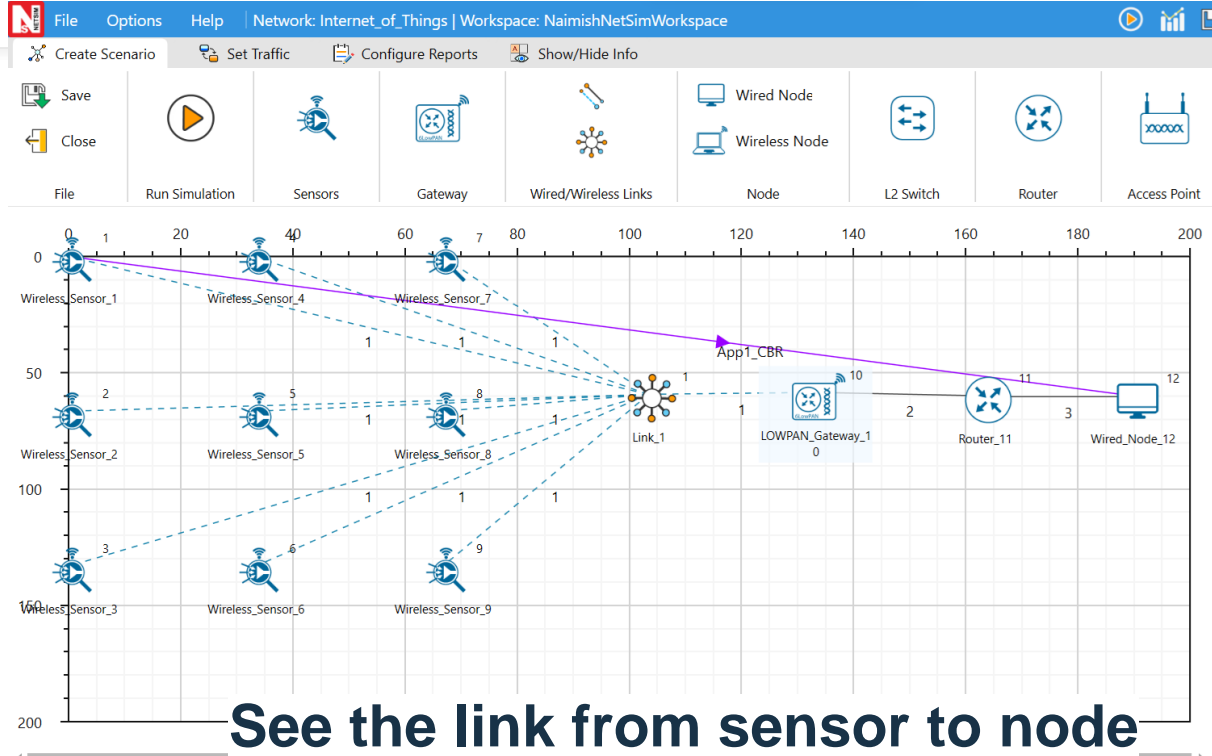 File Options Help Network: Internet_of_Things | Workspace: NaimishNetSimWorkspace
NETSIM
Create Scenario Set Traffic Configure Reports Show/Hide Info
Save
Close
Wired Node
Wireless Node
6LowPAN
File Run Simulation Sensors Gateway Wired/Wireless Links Node L2 Switch Router Access Point
0 20 40 60 80 100 120 140 160 180 200
1 4 7
0
Wireless_Sensor_1 Wireless_Sensor_4 Wireless_Sensor_7
1 1 1
App1_CBR
50
1 10 11 12
2 5 8
6LowPAN
1 1 1 1 2 3
Link_1 LOWPAN_Gateway_1
0
Router_11 Wired_Node_12
Wireless_Sensor_2 Wireless_Sensor_5 Wireless_Sensor_8
100
1 1 1
3 6 9
150
Wireless_Sensor_3 Wireless_Sensor_6 Wireless_Sensor_9
200
See the link from sensor to node